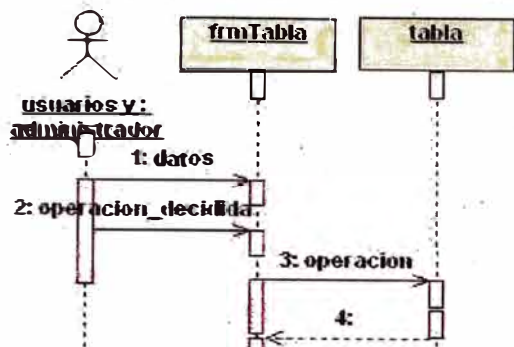 frmTabla
tabla
usuarios y :
administrador
1: datos
2: operacion_decidida
3: operacion
4: